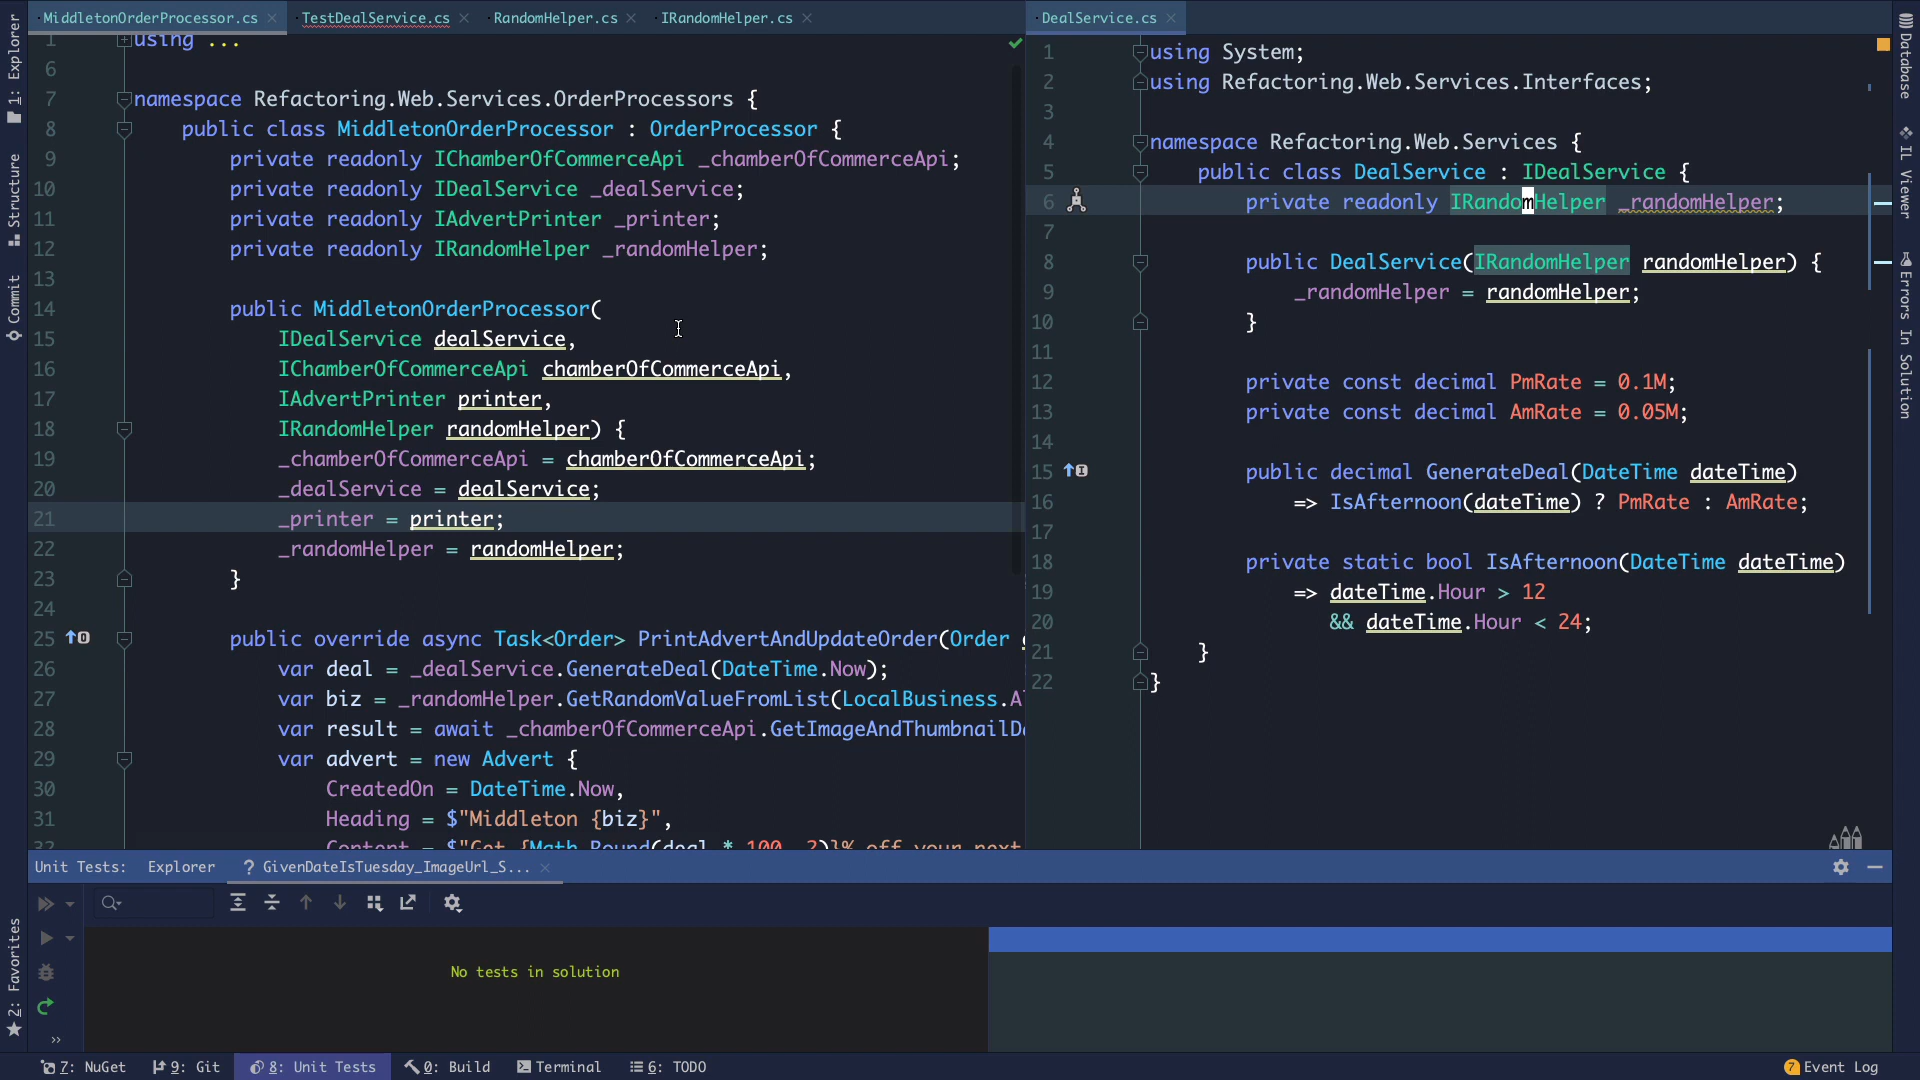 MiddletonOrderProcessor.cs TestDealService.cs RandomHelper.cs IRandomHelper.cs
1 using ...
6
7 namespace Refactoring.Web.Services.OrderProcessors {
8 public class MiddletonOrderProcessor : OrderProcessor {
9 private readonly IChamberOfCommerceApi _chamberOfCommerceApi;
10 private readonly IDealService _dealService;
11 private readonly IAdvertPrinter _printer;
12 private readonly IRandomHelper _randomHelper;
13
14 public MiddletonOrderProcessor(
15 IDealService dealService,
16 IChamberOfCommerceApi chamberOfCommerceApi,
17 IAdvertPrinter printer,
18 IRandomHelper randomHelper) {
19 _chamberOfCommerceApi = chamberOfCommerceApi;
20 _dealService = dealService;
21 _printer = printer;
22 _randomHelper = randomHelper;
23 }
24
25 public override async Task<Order> PrintAdvertAndUpdateOrder(Order
26 var deal = _dealService.GenerateDeal(DateTime.Now);
27 var biz = _randomHelper.GetRandomValueFromList(LocalBusiness.A
28 var result = await _chamberOfCommerceApi.GetImageAndThumbnailD
29 var advert = new Advert {
30 CreatedOn = DateTime.Now,
31 Heading = $"Middleton {biz}",
32 Content = $"Get {Math.Round(deal * 100, 2)}% off your next
DealService.cs
1 using System;
2 using Refactoring.Web.Services.Interfaces;
3
4 namespace Refactoring.Web.Services {
5 public class DealService : IDealService {
6 private readonly IRandomHelper _randomHelper;
7
8 public DealService(IRandomHelper randomHelper) {
9 _randomHelper = randomHelper;
10 }
11
12 private const decimal PmRate = 0.1M;
13 private const decimal AmRate = 0.05M;
14
15 public decimal GenerateDeal(DateTime dateTime)
16 => IsAfternoon(dateTime) ? PmRate : AmRate;
17
18 private static bool IsAfternoon(DateTime dateTime)
19 => dateTime.Hour > 12
20 && dateTime.Hour < 24;
21 }
22 }
1: Explorer
Structure
Commit
2: Favorites
Database
IL Viewer
Errors In Solution
Unit Tests: Explorer ? GivenDateIsTuesday_ImageUrl_S...
No tests in solution
7: NuGet 9: Git 8: Unit Tests 0: Build Terminal 6: TODO 7 Event Log